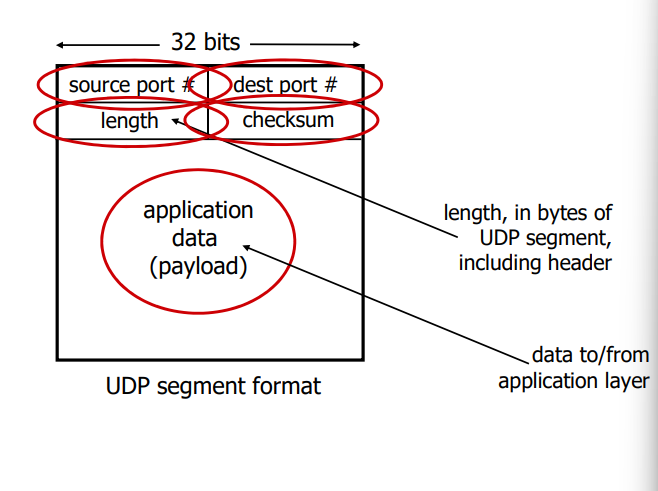 32 bits
source port # dest port #
length checksum
application
data
(payload)
length, in bytes of
UDP segment,
including header
data to/from
application layer
UDP segment format